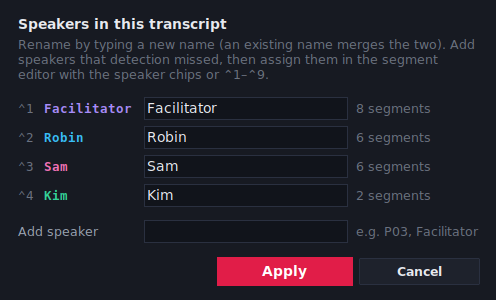 Speakers in this transcript
Rename by typing a new name (an existing name merges the two). Add
speakers that detection missed, then assign them in the segment
editor with the speaker chips or ^1–^9.
^1 Facilitator Facilitator 8 segments
^2 Robin Robin 6 segments
^3 Sam Sam 6 segments
^4 Kim Kim 2 segments
Add speaker e.g. P03, Facilitator
Apply Cancel